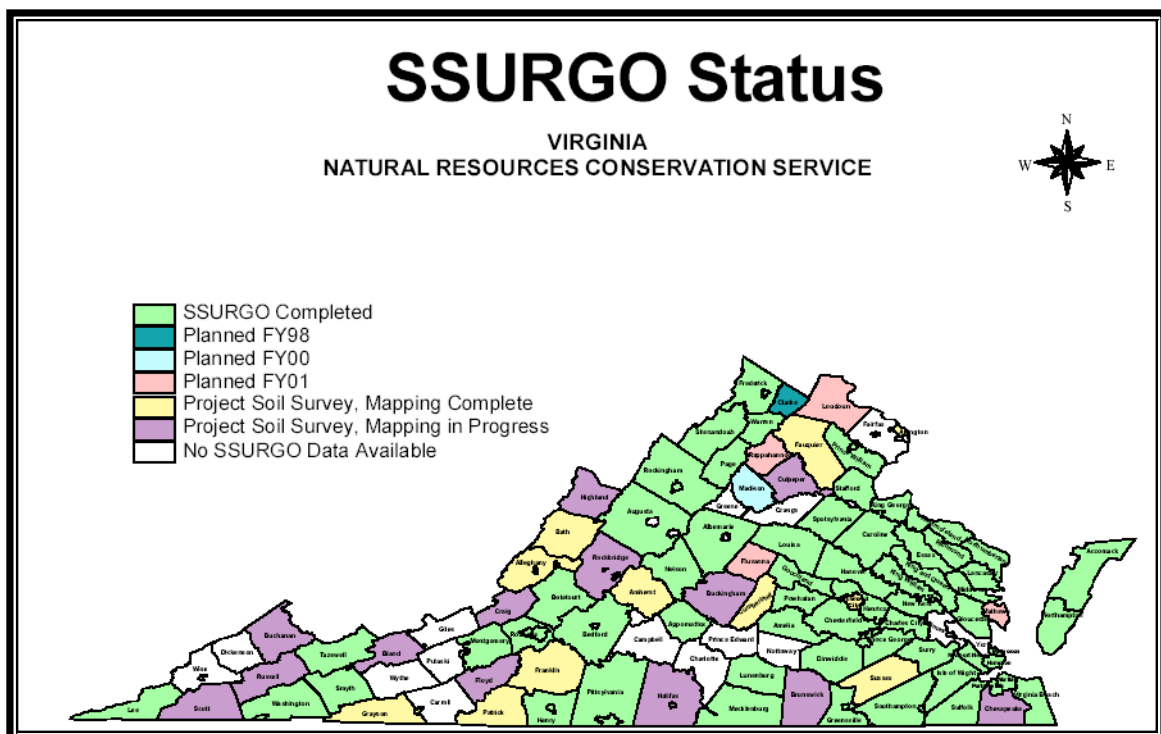 SSURGO Status
VIRGINIA
NATURAL RESOURCES CONSERVATION SERVICE
N
W E
S
SSURGO Completed
Planned FY98
Planned FY00
Planned FY01
Project Soil Survey, Mapping Complete
Project Soil Survey, Mapping in Progress
No SSURGO Data Available
Frederick
Clarke
Loudoun
Warren
Fairfax
Shenandoah
Fauquier
Page
Rappahannock
Rockingham
Madison
Culpeper
Stafford
Highland
Greene
Orange
King George
Augusta
Spotsylvania
Bath
Albemarle
Caroline
Louisa
Essex
Accomack
Rockbridge
Alleghany
Fluvanna
Hanover
Lancaster
Nelson
Goochland
Amherst
Buckingham
Powhatan
Henrico
New Kent
Botetourt
Mathews
Northampton
Craig
Appomattox
Amelia
Chesterfield
Charles City
Gloucester
Buchanan
Giles
Bedford
Campbell
Prince Edward
Prince George
Dickenson
Tazewell
Bland
Montgomery
Nottoway
Surry
Wise
Pulaski
Charlotte
Dinwiddie
Russell
Wythe
Floyd
Franklin
Lunenburg
Sussex
Isle of Wight
Smyth
Pittsylvania
Halifax
Brunswick
Lee
Scott
Washington
Grayson
Carroll
Patrick
Henry
Mecklenburg
Greensville
Southampton
Suffolk
Chesapeake
Virginia Beach